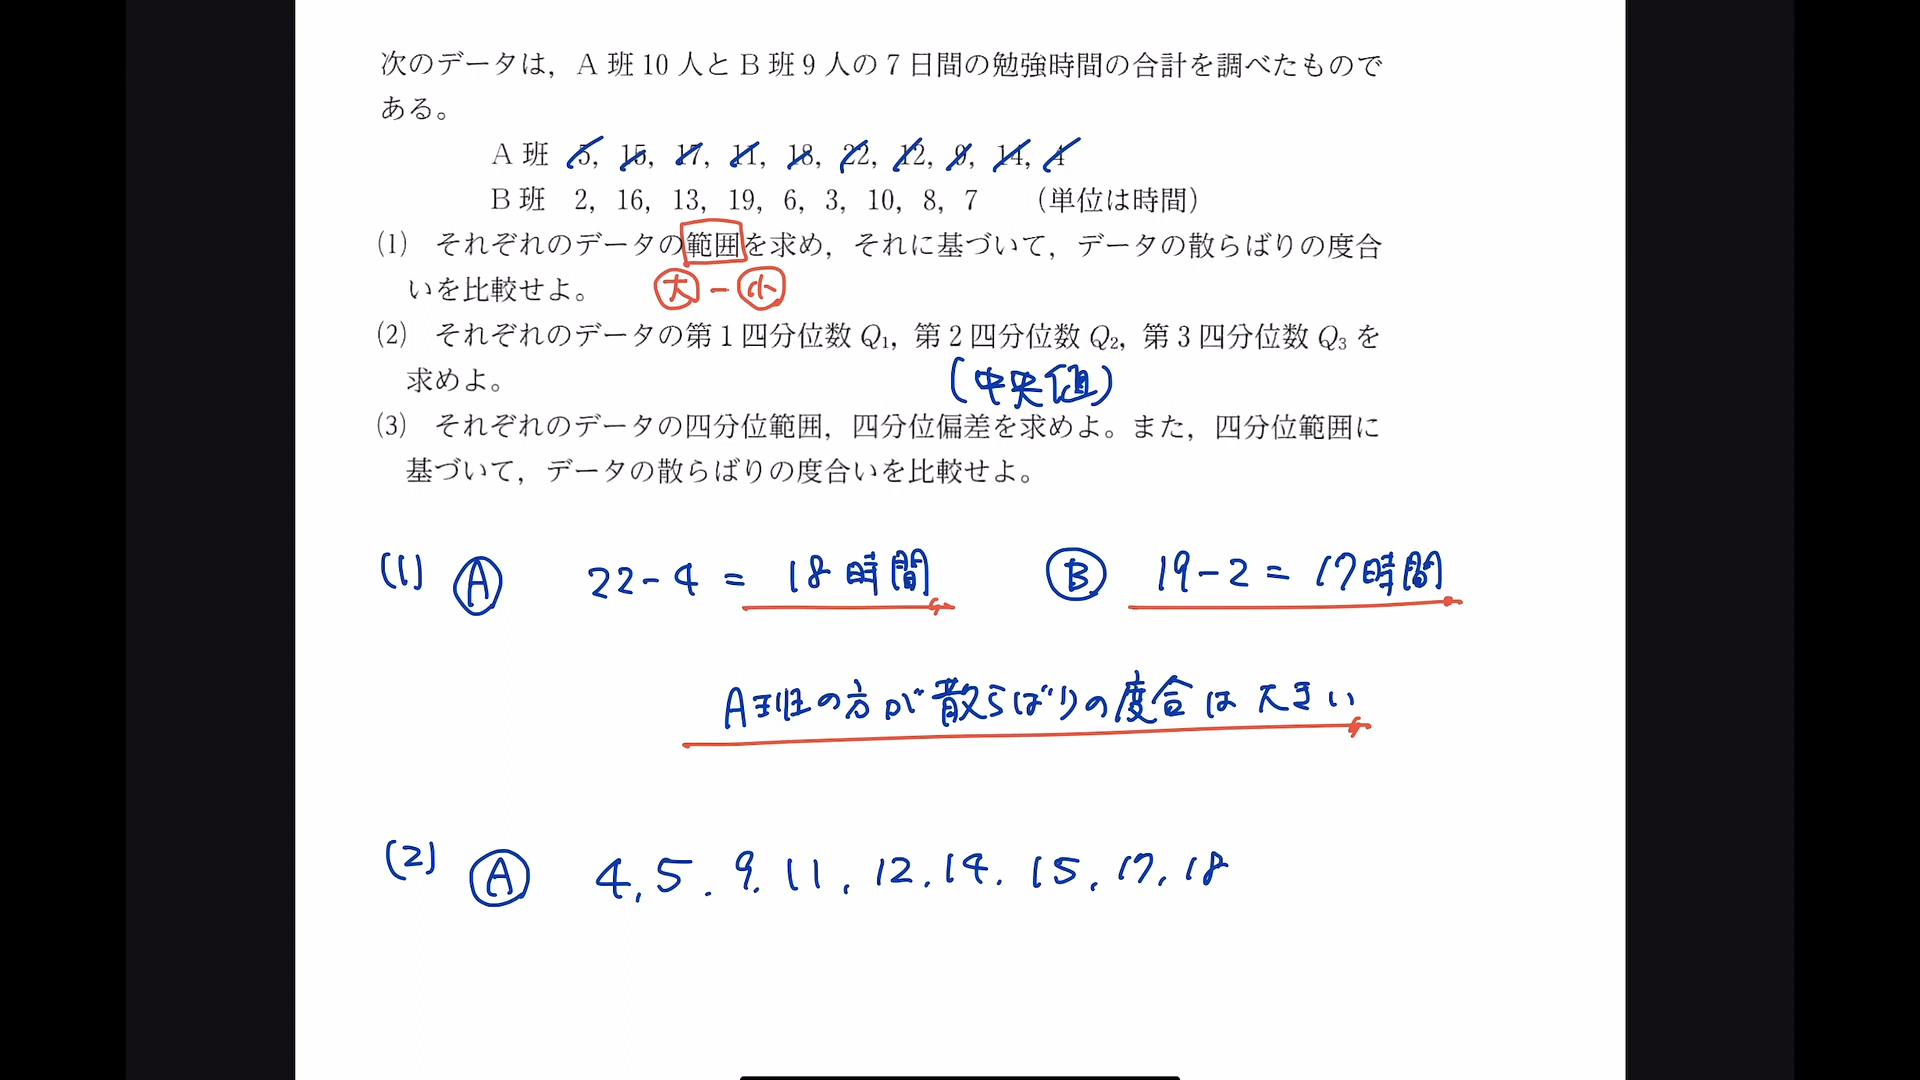 次のデータは，A 班 10 人と B 班 9 人の 7 日間の勉強時間の合計を調べたもので
ある。
A 班 5, 15, 17, 11, 18, 22, 12, 9, 14, 4
B 班 2, 16, 13, 19, 6, 3, 10, 8, 7 （単位は時間）
(1) それぞれのデータの範囲を求め，それに基づいて，データの散らばりの度合
いを比較せよ。 大 - 小
(2) それぞれのデータの第 1 四分位数 Q1，第 2 四分位数 Q2，第 3 四分位数 Q3 を
求めよ。 (中央値)
(3) それぞれのデータの四分位範囲，四分位偏差を求めよ。また，四分位範囲に
基づいて，データの散らばりの度合いを比較せよ。
(1) A 22-4 = 18時間 B 19-2 = 17時間
A班の方が散らばりの度合は大きい
(2) A 4, 5. 9. 11, 12. 14. 15, 17, 18